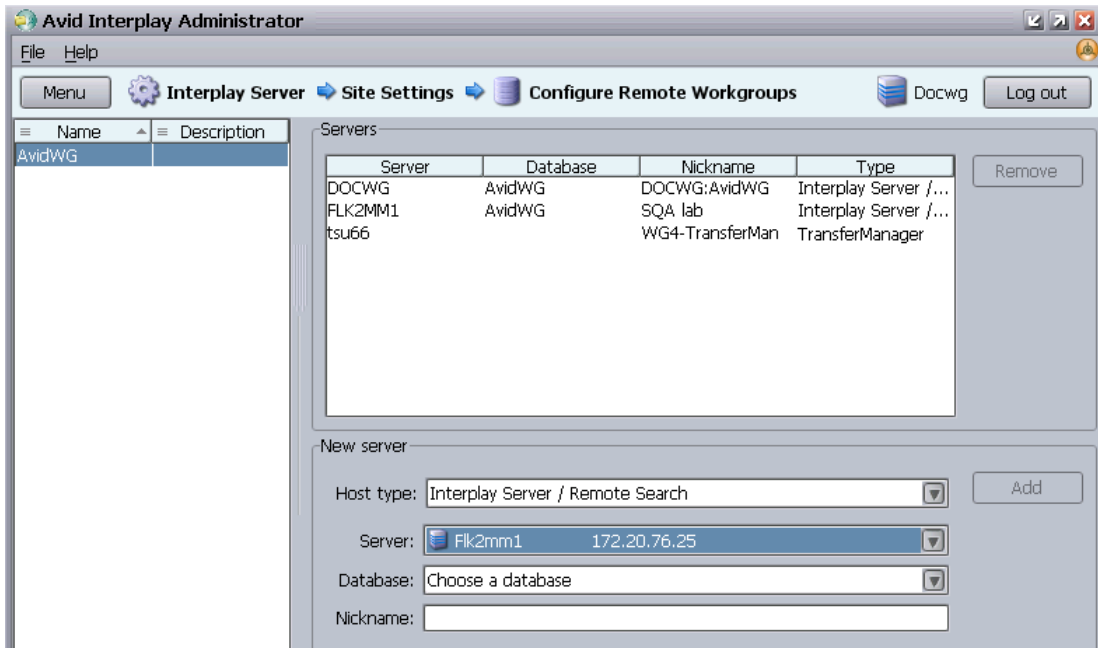 Avid Interplay Administrator
File Help
Menu Interplay Server Site Settings Configure Remote Workgroups Docwg Log out
Name Description
AvidWG
Servers
Server Database Nickname Type
DOCWG AvidWG DOCWG:AvidWG Interplay Server /...
FLK2MM1 AvidWG SQA lab Interplay Server /...
tsu66 WG4-TransferMan TransferManager
Remove
New server
Host type: Interplay Server / Remote Search
Add
Server: Flk2mm1 172.20.76.25
Database: Choose a database
Nickname: